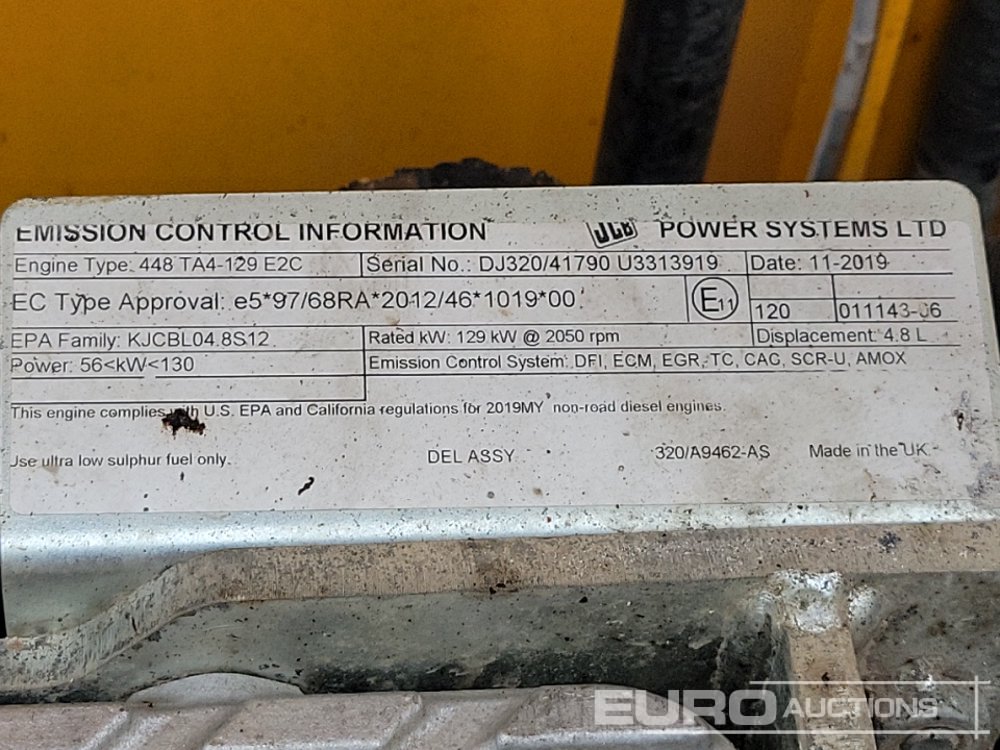 EMISSION CONTROL INFORMATION JCB POWER SYSTEMS LTD
Engine Type: 448 TA4-129 E2C Serial No.: DJ320/41790 U3313919 Date: 11-2019
EC Type Approval: e5*97/68RA*2012/46*1019*00 E11 120 011143-06
EPA Family: KJCBL04.8S12 Rated kW: 129 kW @ 2050 rpm Displacement: 4.8 L
Power: 56<kW<130 Emission Control System: DFI, ECM, EGR, TC, CAC, SCR-U, AMOX
This engine complies with U.S. EPA and California regulations for 2019MY non-road diesel engines.
Use ultra low sulphur fuel only. DEL ASSY 320/A9462-AS Made in the UK.
EURO AUCTIONS